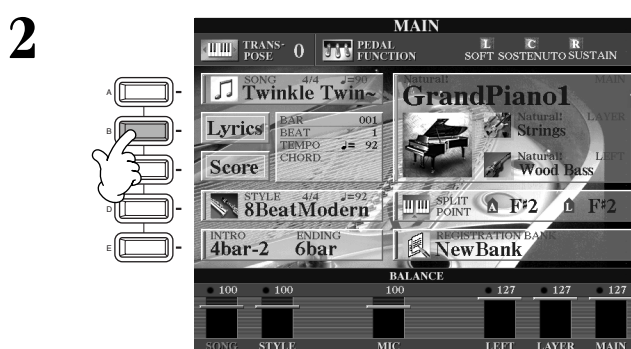 2
MAIN
TRANS-
POSE 0
PEDAL
FUNCTION
L C R
SOFT SOSTENUTO SUSTAIN
A
B
D
E
SONG 4/4 ♩=90
Twinkle Twin~
Lyrics
BAR 001
BEAT 1
TEMPO ♩= 92
CHORD
Score
STYLE 4/4 ♩=92
8BeatModern
INTRO ENDING
4bar-2 6bar
Natural! MAIN
GrandPiano1
Natural! LAYER
Strings
Natural! LEFT
Wood Bass
SPLIT
POINT A F#2 L F#2
REGISTRATION BANK
NewBank
BALANCE
100 100 100 127 127 127
SONG STYLE MIC LEFT LAYER MAIN